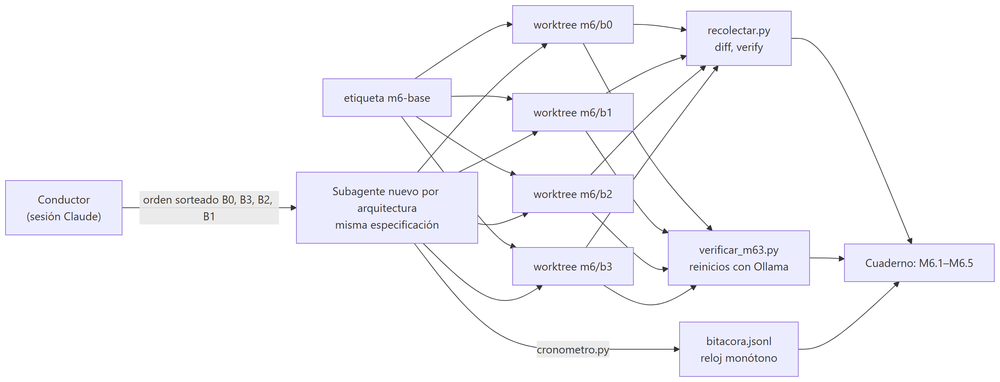 Conductor
(sesión Claude)
orden sorteado B0, B3, B2,
B1
etiqueta m6-base
Subagente nuevo por
arquitectura
misma especificación
worktree m6/b0
worktree m6/b1
worktree m6/b2
worktree m6/b3
cronometro.py
recolectar.py
diff, verify
verificar_m63.py
reinicios con Ollama
bitacora.jsonl
reloj monótono
Cuaderno: M6.1–M6.5